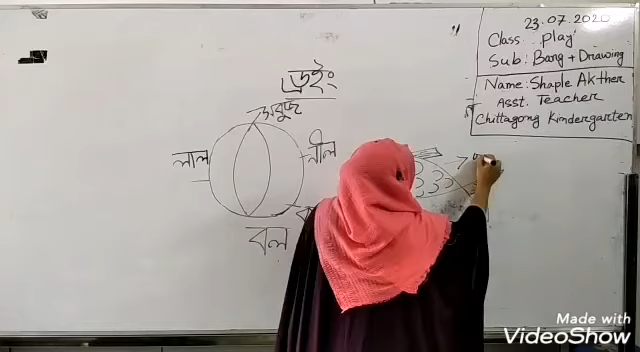 23.07.2020
Class...play
Sub: Bang + Drawing
Name: Shaple Akther
Asst. Teacher
Chittagong Kindergarten
ড্রইং
সবুজ
লাল
নীল
বল
Made with
VideoShow